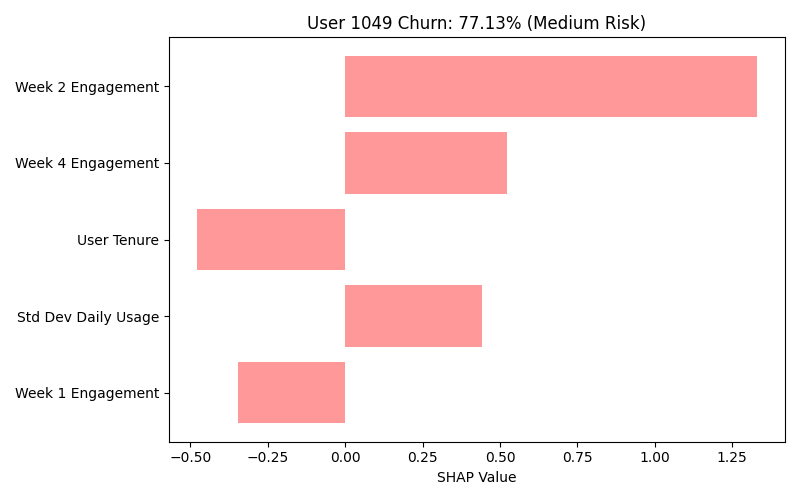 User 1049 Churn: 77.13% (Medium Risk)
Week 2 Engagement
Week 4 Engagement
User Tenure
Std Dev Daily Usage
Week 1 Engagement
−0.50 −0.25 0.00 0.25 0.50 0.75 1.00 1.25
SHAP Value